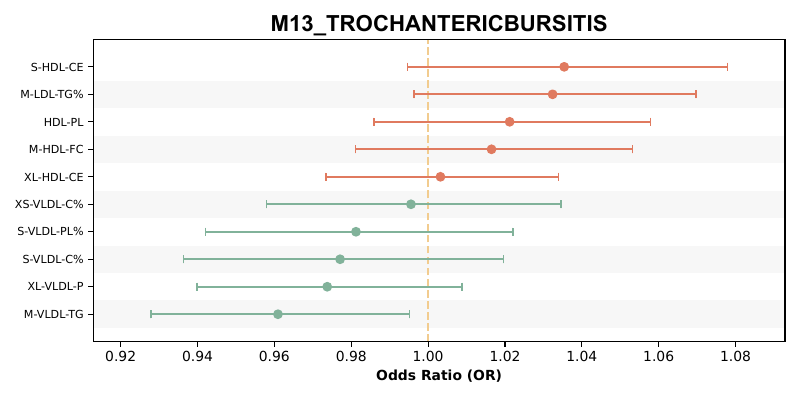 M13_TROCHANTERICBURSITIS
S-HDL-CE
M-LDL-TG%
HDL-PL
M-HDL-FC
XL-HDL-CE
XS-VLDL-C%
S-VLDL-PL%
S-VLDL-C%
XL-VLDL-P
M-VLDL-TG
0.92 0.94 0.96 0.98 1.00 1.02 1.04 1.06 1.08
Odds Ratio (OR)